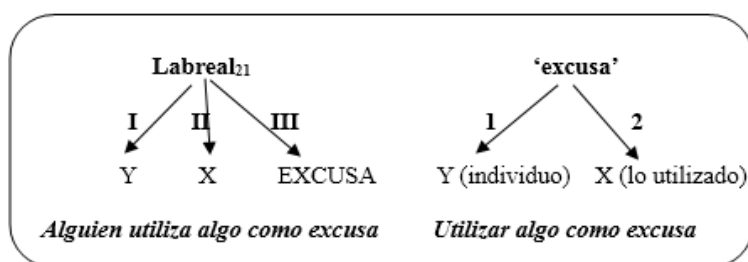 Labreal21 ‘excusa’
I II III 1 2
Y X EXCUSA Y (individuo) X (lo utilizado)
Alguien utiliza algo como excusa Utilizar algo como excusa